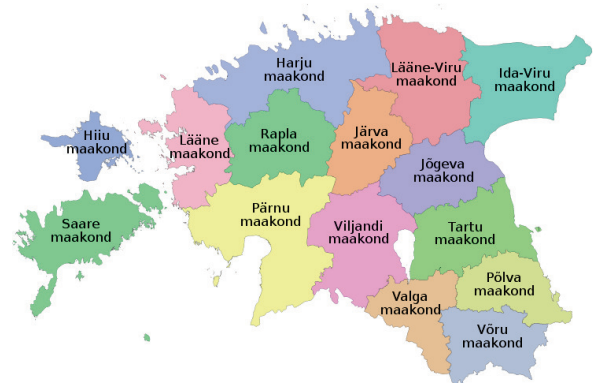 Harju
maakond
Lääne-Viru
maakond
Ida-Viru
maakond
Hiiu
maakond
Lääne
maakond
Rapla
maakond
Järva
maakond
Jõgeva
maakond
Saare
maakond
Pärnu
maakond
Viljandi
maakond
Tartu
maakond
Valga
maakond
Põlva
maakond
Võru
maakond